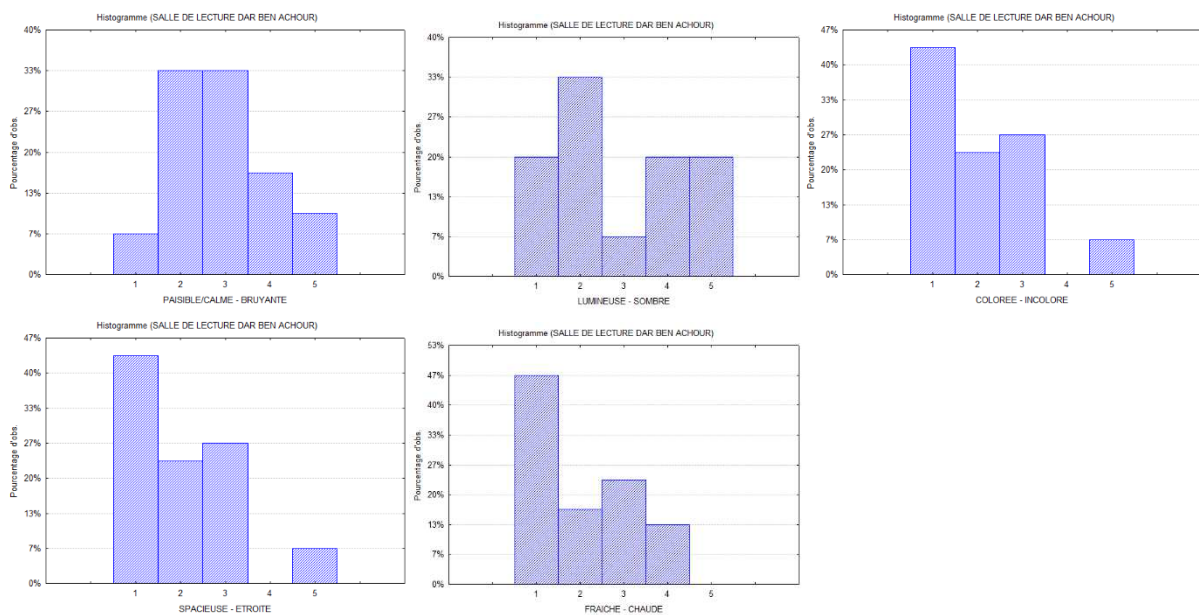 Histogramme (SALLE DE LECTURE DAR BEN ACHOUR)
40%
33%
27%
20%
13%
7%
0%
Pourcentage d'obs.
1 2 3 4 5
PAISIBLE/CALME - BRUYANTE
Histogramme (SALLE DE LECTURE DAR BEN ACHOUR)
40%
33%
27%
20%
13%
7%
0%
Pourcentage d'obs.
1 2 3 4 5
LUMINEUSE - SOMBRE
Histogramme (SALLE DE LECTURE DAR BEN ACHOUR)
47%
40%
33%
27%
20%
13%
7%
0%
Pourcentage d'obs.
1 2 3 4 5
COLOREE - INCOLORE
Histogramme (SALLE DE LECTURE DAR BEN ACHOUR)
47%
40%
33%
27%
20%
13%
7%
0%
Pourcentage d'obs.
1 2 3 4 5
SPACIEUSE - ETROITE
Histogramme (SALLE DE LECTURE DAR BEN ACHOUR)
53%
47%
40%
33%
27%
20%
13%
7%
0%
Pourcentage d'obs.
1 2 3 4 5
FRAICHE - CHAUDE